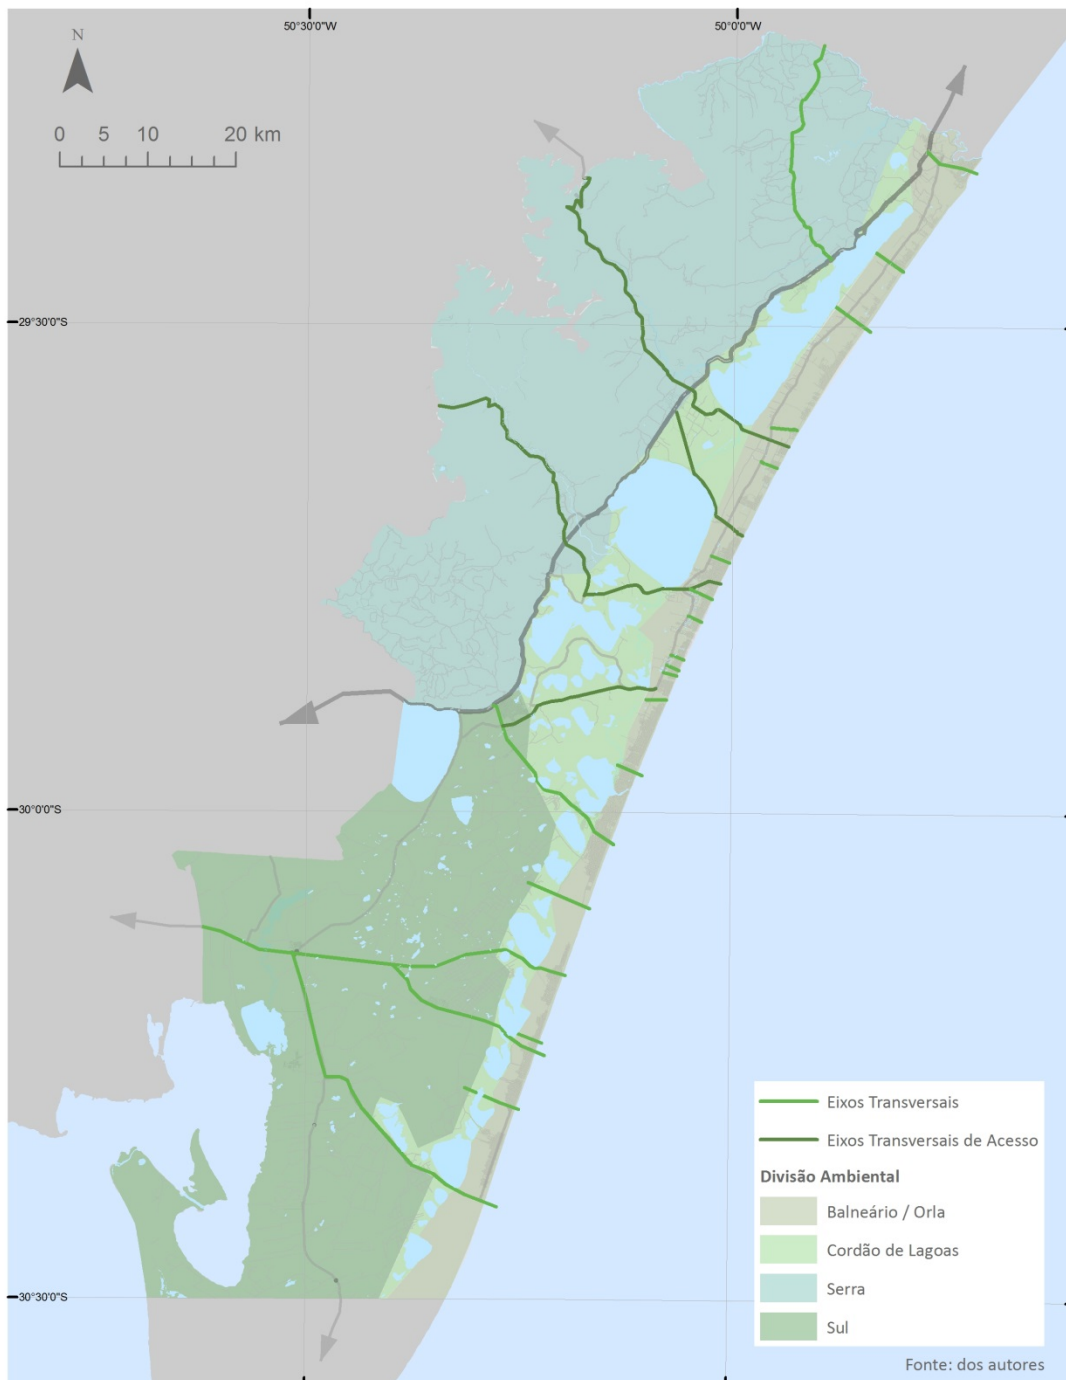 50°30'0"W
50°0'0"W
N
0 5 10 20 km
29°30'0"S
30°0'0"S
30°30'0"S
Eixos Transversais
Eixos Transversais de Acesso
Divisão Ambiental
Balneário / Orla
Cordão de Lagoas
Serra
Sul
Fonte: dos autores